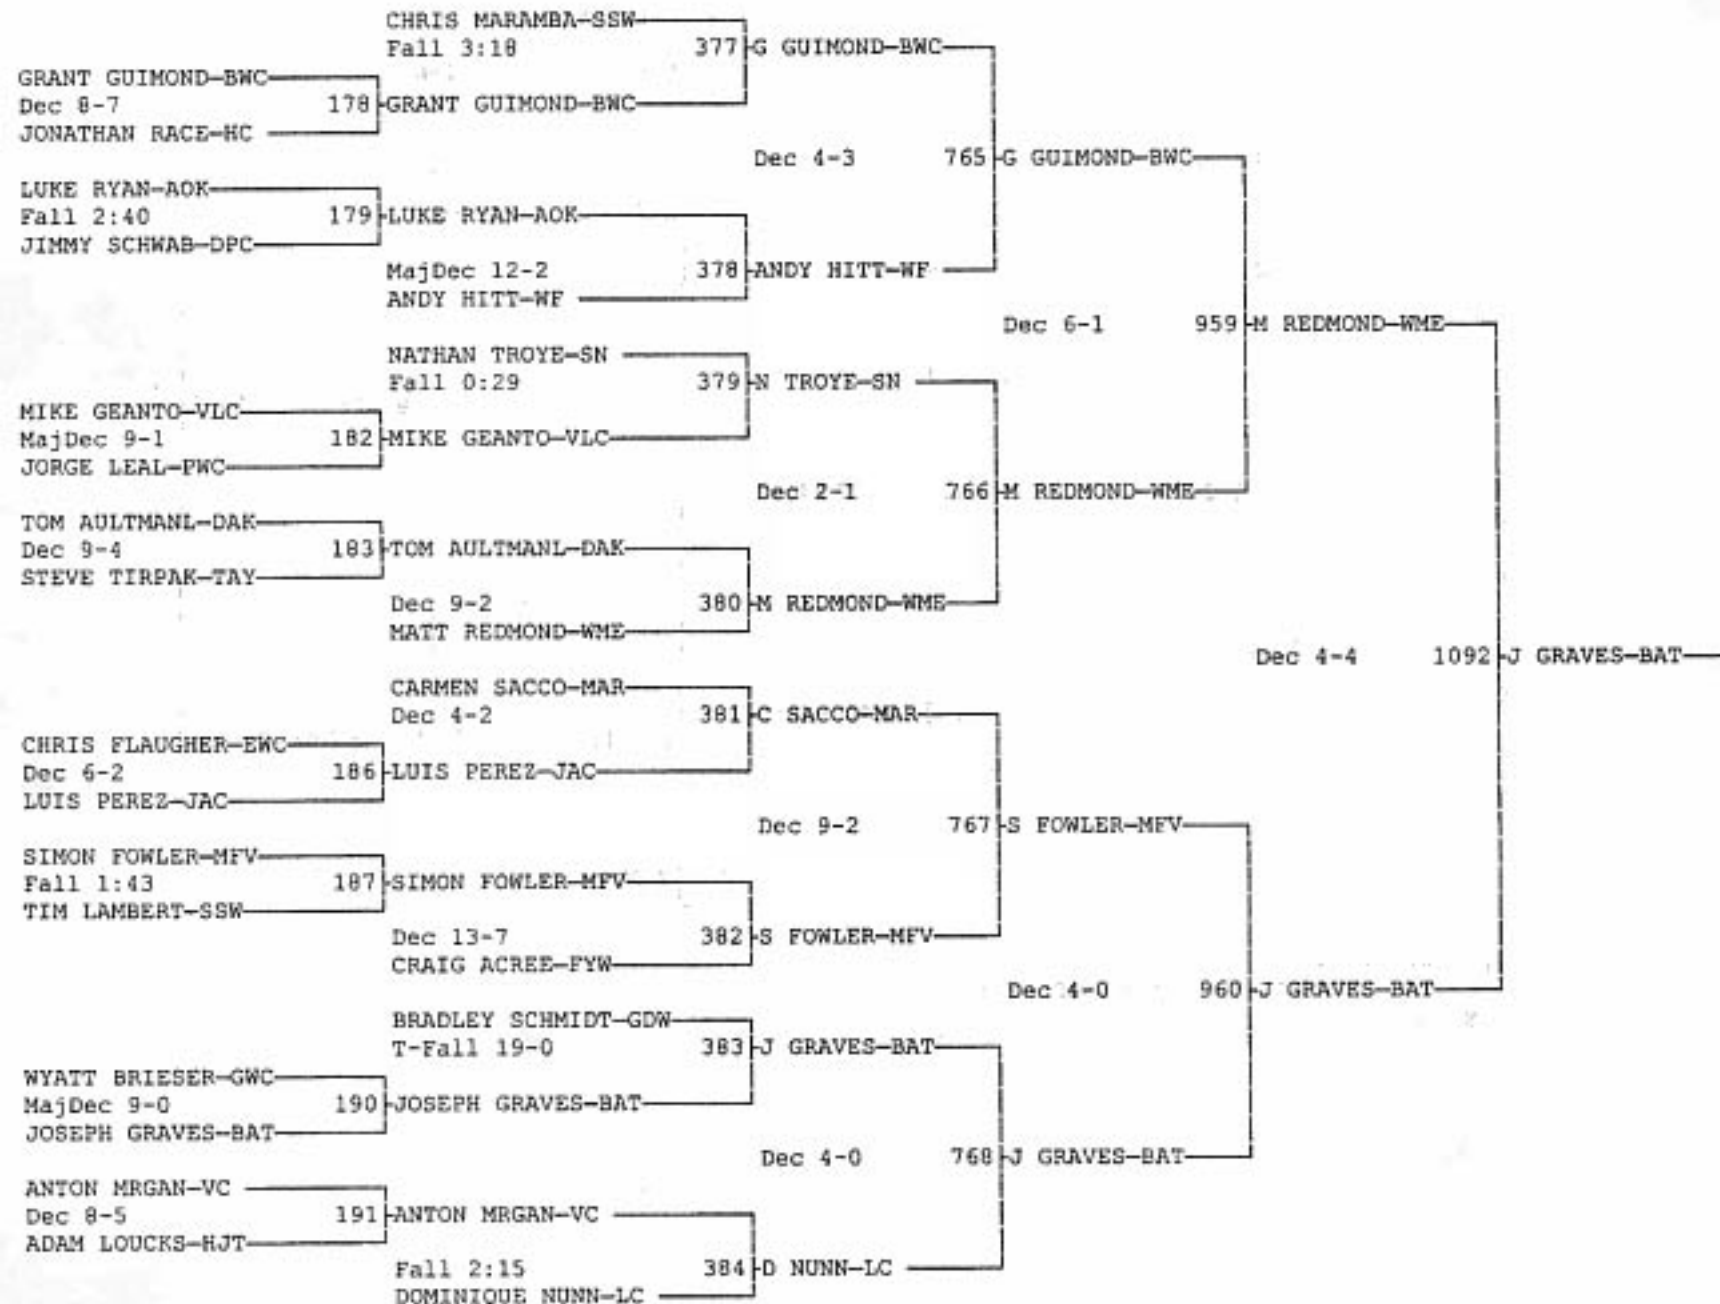 CHRIS MARAMBA-SSW
Fall 3:18 377 G GUIMOND-BWC
GRANT GUIMOND-BWC
Dec 8-7 178 GRANT GUIMOND-BWC
JONATHAN RACE-HC
Dec 4-3 765 G GUIMOND-BWC
LUKE RYAN-AOK
Fall 2:40 179 LUKE RYAN-AOK
JIMMY SCHWAB-DPC
MajDec 12-2 378 ANDY HITT-WF
ANDY HITT-WF
Dec 6-1 959 M REDMOND-WME
NATHAN TROYE-SN
Fall 0:29 379 N TROYE-SN
MIKE GEANTO-VLC
MajDec 9-1 182 MIKE GEANTO-VLC
JORGE LEAL-PWC
Dec 2-1 766 M REDMOND-WME
TOM AULTMANL-DAK
Dec 9-4 183 TOM AULTMANL-DAK
STEVE TIRPAK-TAY
Dec 9-2 380 M REDMOND-WME
MATT REDMOND-WME
Dec 4-4 1092 J GRAVES-BAT
CARMEN SACCO-MAR
Dec 4-2 381 C SACCO-MAR
CHRIS FLAUGHER-EWC
Dec 6-2 186 LUIS PEREZ-JAC
LUIS PEREZ-JAC
Dec 9-2 767 S FOWLER-MFV
SIMON FOWLER-MFV
Fall 1:43 187 SIMON FOWLER-MFV
TIM LAMBERT-SSW
Dec 13-7 382 S FOWLER-MFV
CRAIG ACREE-FYW
Dec 4-0 960 J GRAVES-BAT
BRADLEY SCHMIDT-GDW
T-Fall 19-0 383 J GRAVES-BAT
WYATT BRIESER-GWC
MajDec 9-0 190 JOSEPH GRAVES-BAT
JOSEPH GRAVES-BAT
Dec 4-0 768 J GRAVES-BAT
ANTON MRGAN-VC
Dec 8-5 191 ANTON MRGAN-VC
ADAM LOUCKS-HJT
Fall 2:15 384 D NUNN-LC
DOMINIQUE NUNN-LC